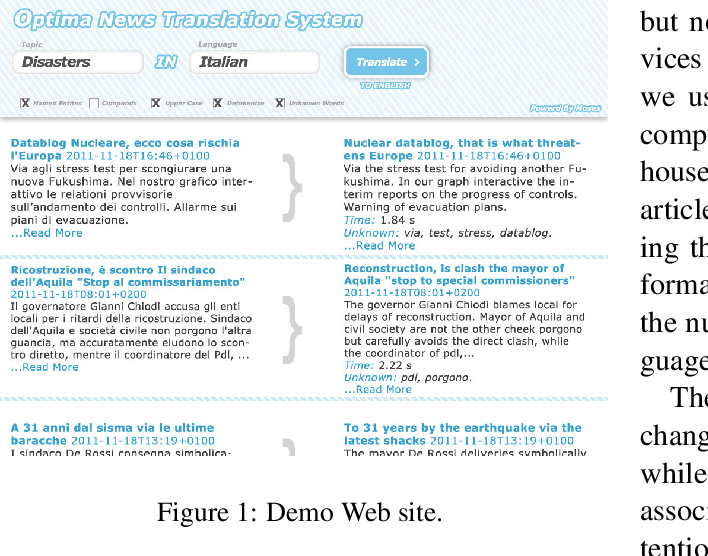 Optima News Translation System
Topic
Language
Disasters
IN
Italian
Translate
TO ENGLISH
Named Entites
Componds
Upper Case
Detokenize
Unknown Words
Powerd By Moses
Datablog Nucleare, ecco cosa rischia
l'Europa 2011-11-18T16:46+0100
Via agli stress test per scongiurare una
nuova Fukushima. Nel nostro grafico inter-
attivo le relazioni provvisorie
sull'andamento dei controlli. Allarme sui
piani di evacuazione.
...Read More
Nuclear datablog, that is what threat-
ens Europe 2011-11-18T16:46+0100
Via the stress test for avoiding another Fu-
kushima. In our graph interactive the in-
terim reports on the progress of controls.
Warning of evacuation plans.
Time: 1.84 s
Unknown: via, test, stress, datablog.
...Read More
Ricostruzione, è scontro Il sindaco
dell'Aquila "Stop al commissariamento"
2011-11-18T08:01+0200
Il governatore Gianni Chiodi accusa gli enti
locali per i ritardi della ricostruzione. Sindaco
dell'Aquila e società civile non porgono l'altra
guancia, ma accuratamente eludono lo scon-
tro diretto, mentre il coordinatore del Pdl, ...
...Read More
Reconstruction, is clash the mayor of
Aquila "stop to special commissioners"
2011-11-18T08:01+0200
The governor Gianni Chiodi blames local for
delays of reconstruction. Mayor of Aquila and
civil society are not the other cheek porgono
but carefully avoids the direct clash, while
the coordinator of pdl,...
Time: 2.22 s
Unknown: pdl, porgono.
...Read More
A 31 anni dal sisma via le ultime
baracche 2011-11-18T13:19+0100
I sindaco De Rossi consegna simbolica-
To 31 years by the earthquake via the
latest shacks 2011-11-18T13:19+0100
The mayor De Rossi deliveries symbolically
Figure 1: Demo Web site.
but
vices
we us
comp
house
article
ing th
forma
the nu
guage
The
chang
while
assoc
tentio